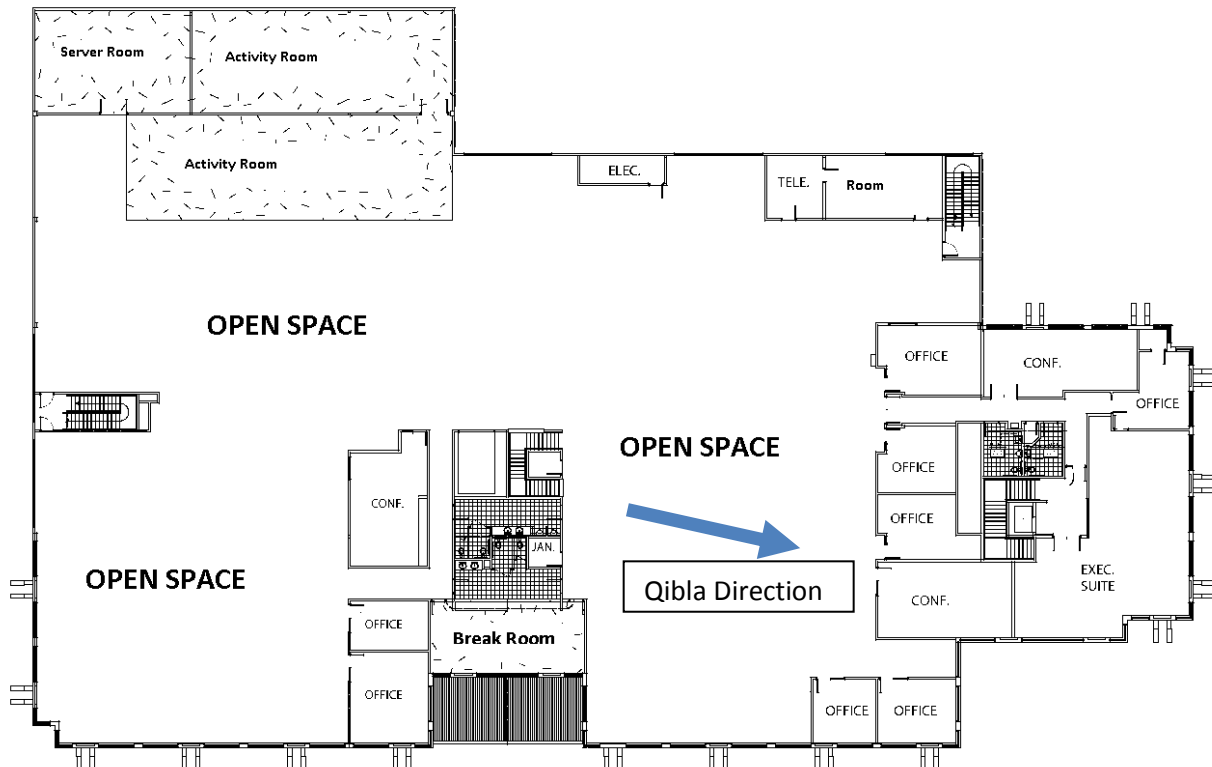 Server Room
Activity Room
Activity Room
ELEC.
TELE.
Room
OPEN SPACE
OFFICE
CONF.
OFFICE
OPEN SPACE
OFFICE
CONF.
OFFICE
JAN.
OPEN SPACE
EXEC.
SUITE
Qibla Direction
CONF.
OFFICE
Break Room
OFFICE
OFFICE
OFFICE